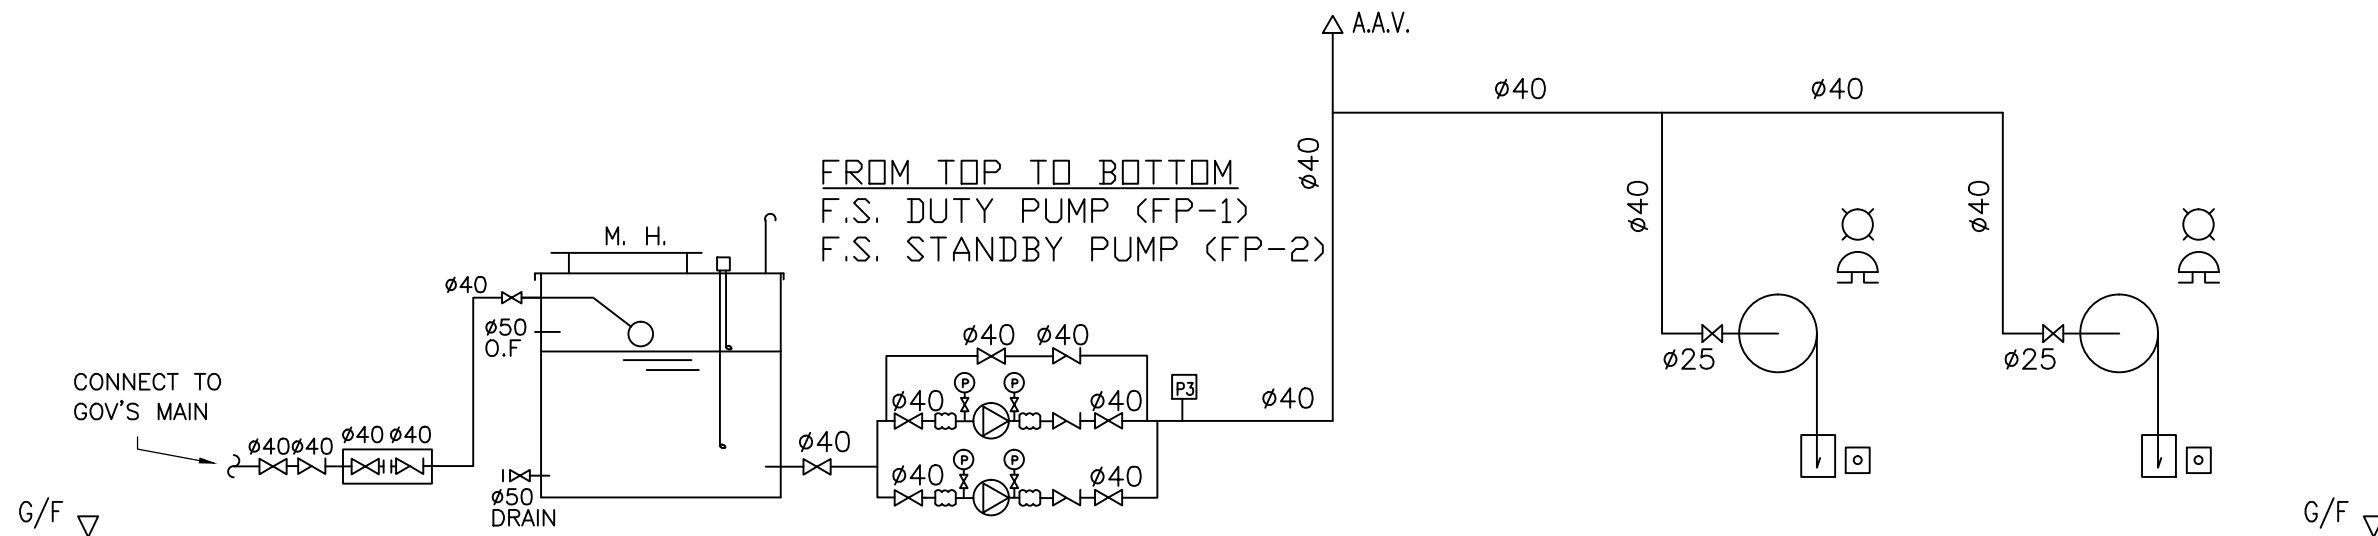 A.A.V.
ø40 ø40
FROM TOP TO BOTTOM
F.S. DUTY PUMP (FP-1)
F.S. STANDBY PUMP (FP-2)
ø40
ø40
ø40
M. H.
ø40
ø50
O.F
ø40 ø40
CONNECT TO
GOV'S MAIN
ø25
ø25
P P
P3
ø40 ø40
ø40
ø40 ø40
ø40 ø40
ø40
P P
ø40 ø40
ø50
DRAIN
G/F
G/F